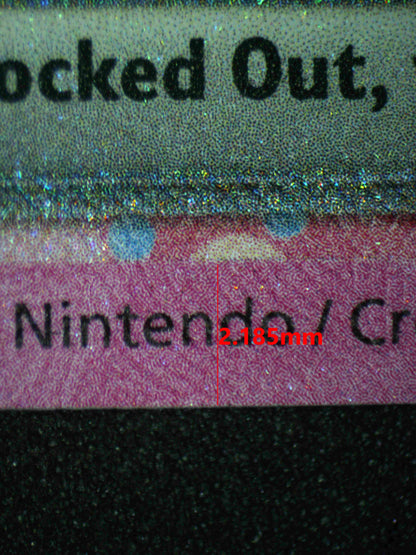 ocked Out,
Nintendo / Cr
2.185mm